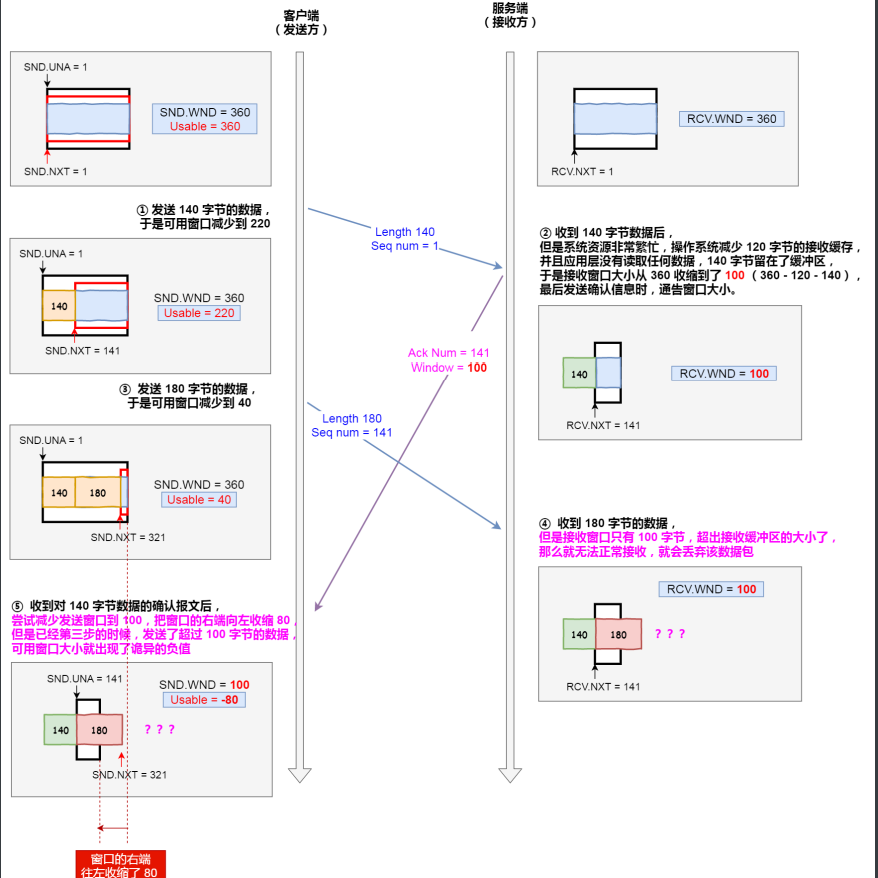 客户端
（发送方）
服务端
（接收方）
SND.UNA = 1
SND.WND = 360
Usable = 360
SND.NXT = 1
RCV.WND = 360
RCV.NXT = 1
① 发送 140 字节的数据，
于是可用窗口减少到 220
Length 140
Seq num = 1
② 收到 140 字节数据后，
但是系统资源非常繁忙，操作系统减少 120 字节的接收缓存，
并且应用层没有读取任何数据，140 字节留在了缓冲区，
于是接收窗口大小从 360 收缩到了 100 （360 - 120 - 140），
最后发送确认信息时，通告窗口大小。
SND.UNA = 1
140
SND.WND = 360
Usable = 220
SND.NXT = 141
Ack Num = 141
Window = 100
140
RCV.WND = 100
RCV.NXT = 141
③ 发送 180 字节的数据，
于是可用窗口减少到 40
Length 180
Seq num = 141
SND.UNA = 1
140
180
SND.WND = 360
Usable = 40
SND.NXT = 321
④ 收到 180 字节的数据，
但是接收窗口只有 100 字节，超出接收缓冲区的大小了，
那么就无法正常接收，就会丢弃该数据包
RCV.WND = 100
140
180
？？？
RCV.NXT = 141
⑤ 收到对 140 字节数据的确认报文后，
尝试减少发送窗口到 100，把窗口的右端向左收缩 80，
但是已经第三步的时候，发送了超过 100 字节的数据，
可用窗口大小就出现了诡异的负值
SND.UNA = 141
SND.WND = 100
Usable = -80
140
180
？？？
SND.NXT = 321
窗口的右端
往左收缩了 80